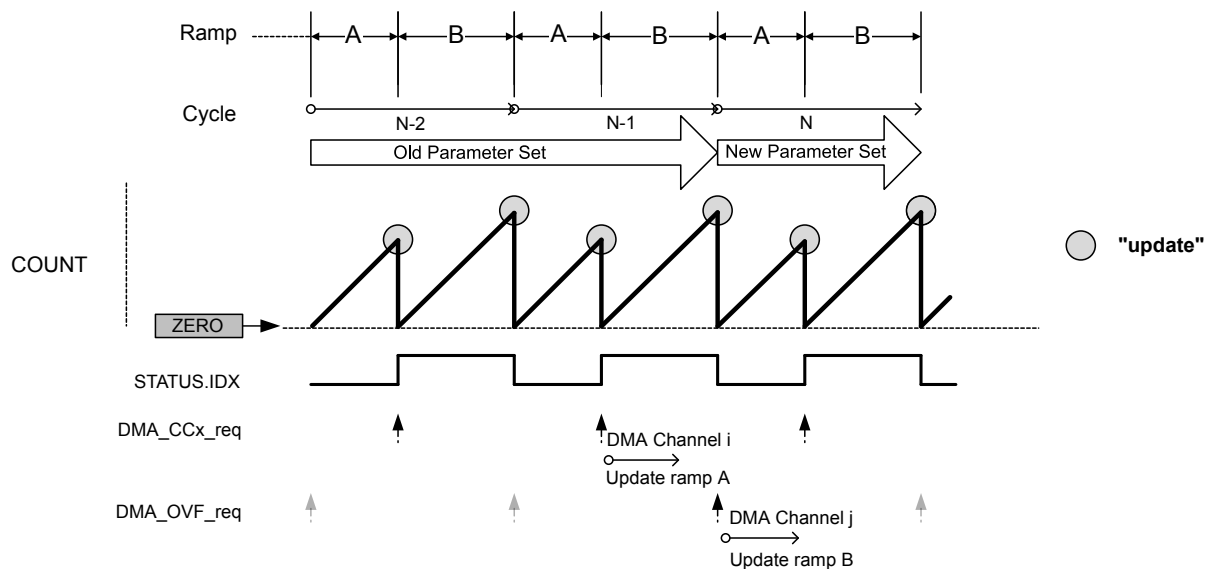 Ramp
A B A B A B
Cycle
N-2 N-1 N
Old Parameter Set New Parameter Set
COUNT
"update"
ZERO
STATUS.IDX
DMA_CCx_req
DMA Channel i
Update ramp A
DMA_OVF_req
DMA Channel j
Update ramp B